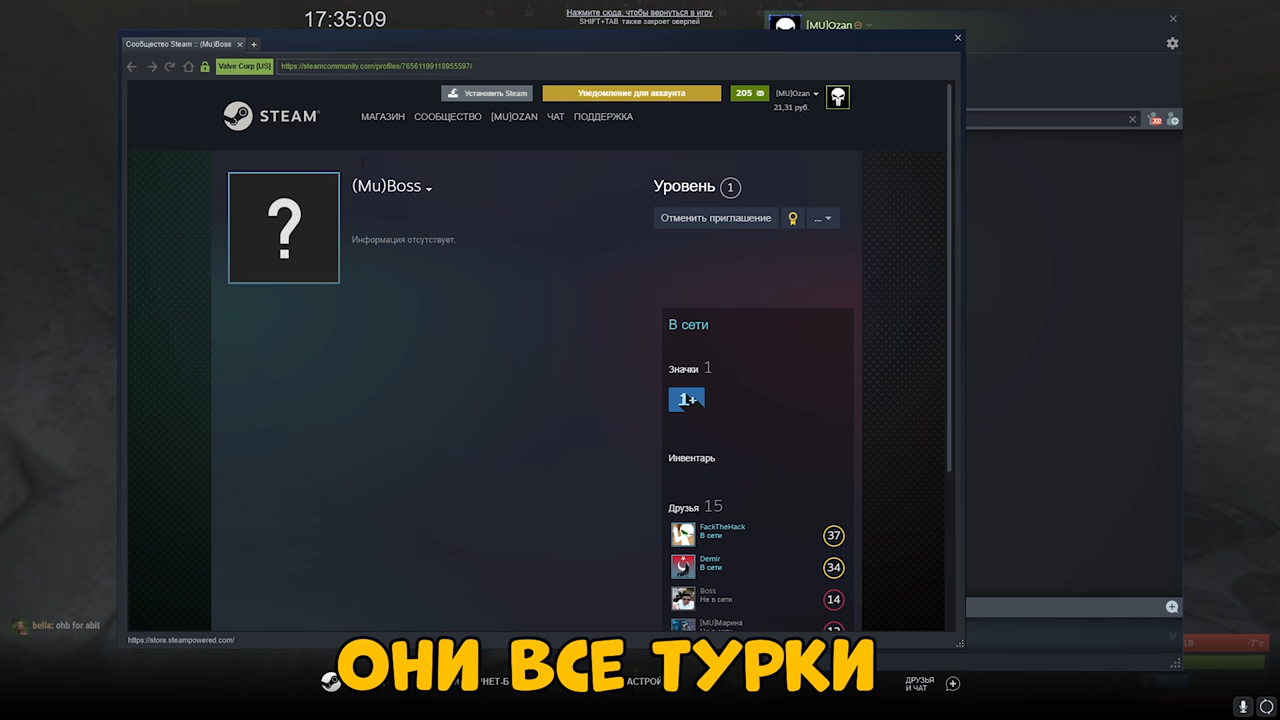 17:35:09
Нажмите сюда, чтобы вернуться в игру
SHIFT+TAB также закроет оверлей
[MU]Ozan
Сообщество Steam :: (Mu)Boss
Valve Corp [US]
https://steamcommunity.com/profiles/76561199118955597/
Установить Steam
Уведомление для аккаунта
205
[MU]Ozan
21,31 руб.
STEAM
МАГАЗИН СООБЩЕСТВО [MU]OZAN ЧАТ ПОДДЕРЖКА
(Mu)Boss
Уровень 1
Отменить приглашение
...
Информация отсутствует.
?
В сети
Значки 1
1+
Инвентарь
Друзья 15
FackTheHack
В сети
37
Demir
В сети
34
Boss
Не в сети
14
[MU]Марина
bella: ohb for abit
https://store.steampowered.com/
-7°c
ОНИ ВСЕ ТУРКИ
ДРУЗЬЯ
И ЧАТ